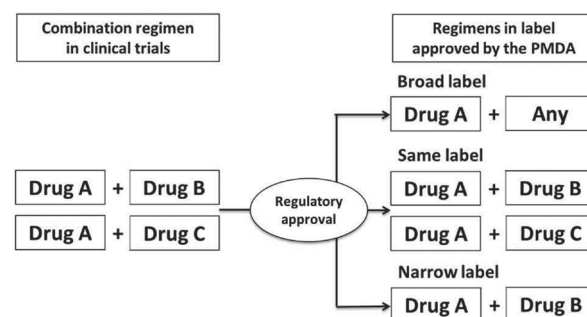 Combination regimen
in clinical trials
Regimens in label
approved by the PMDA
Broad label
Drug A + Any
Same label
Drug A + Drug B
Drug A + Drug B
Regulatory
approval
Drug A + Drug C
Drug A + Drug C
Narrow label
Drug A + Drug B